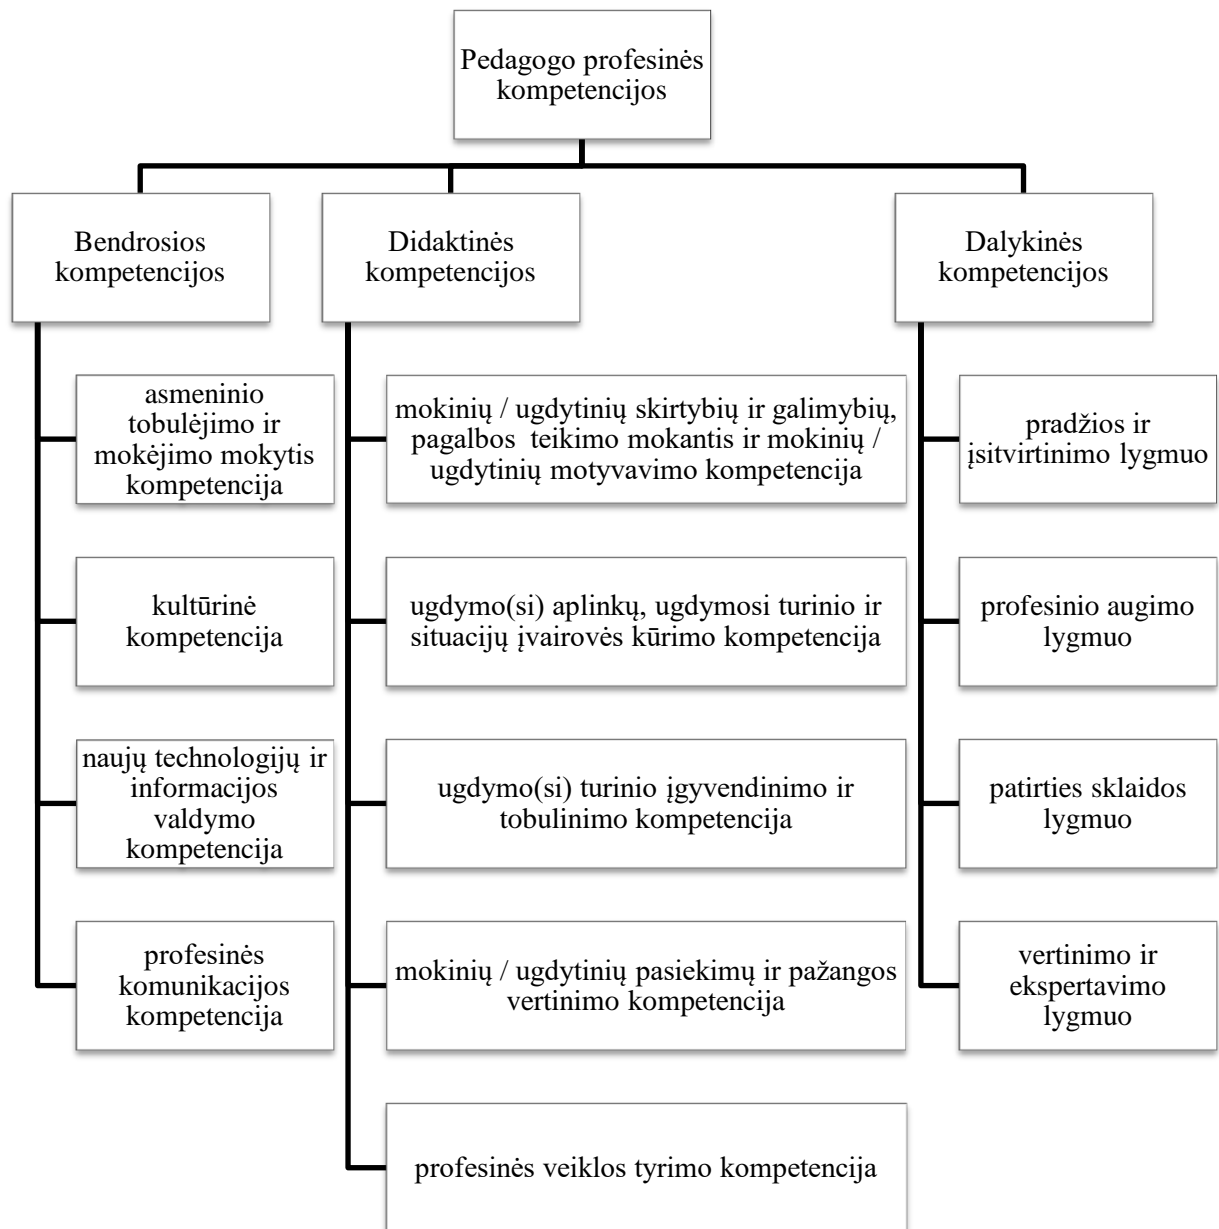 Pedagogo profesinės
kompetencijos
Bendrosios
kompetencijos
asmeninio
tobulėjimo ir
mokėjimo mokytis
kompetencija
kultūrinė
kompetencija
naujų technologijų ir
informacijos
valdymo
kompetencija
profesinės
komunikacijos
kompetencija
Didaktinės
kompetencijos
mokinių / ugdytinių skirtybių ir galimybių,
pagalbos teikimo mokantis ir mokinių /
ugdytinių motyvavimo kompetencija
ugdymo(si) aplinkų, ugdymosi turinio ir
situacijų įvairovės kūrimo kompetencija
ugdymo(si) turinio įgyvendinimo ir
tobulinimo kompetencija
mokinių / ugdytinių pasiekimų ir pažangos
vertinimo kompetencija
profesinės veiklos tyrimo kompetencija
Dalykinės
kompetencijos
pradžios ir
įsitvirtinimo lygmuo
profesinio augimo
lygmuo
patirties sklaidos
lygmuo
vertinimo ir
ekspertavimo
lygmuo